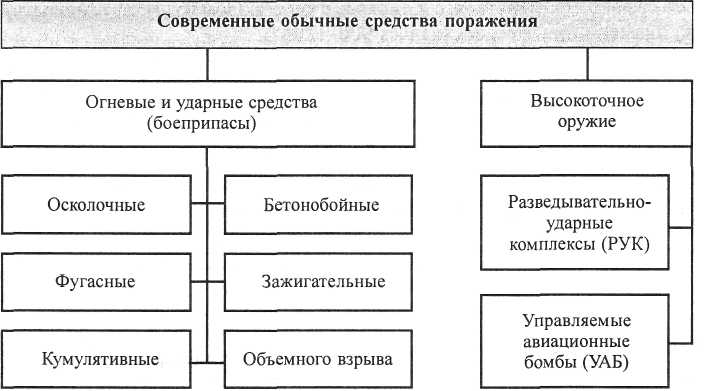 Современные обычные средства поражения
Огневые и ударные средства
(боеприпасы)
Высокоточное
оружие
Осколочные
Бетонобойные
Фугасные
Зажигательные
Кумулятивные
Объемного взрыва
Разведывательно-
ударные
комплексы (РУК)
Управляемые
авиационные
бомбы (УАБ)